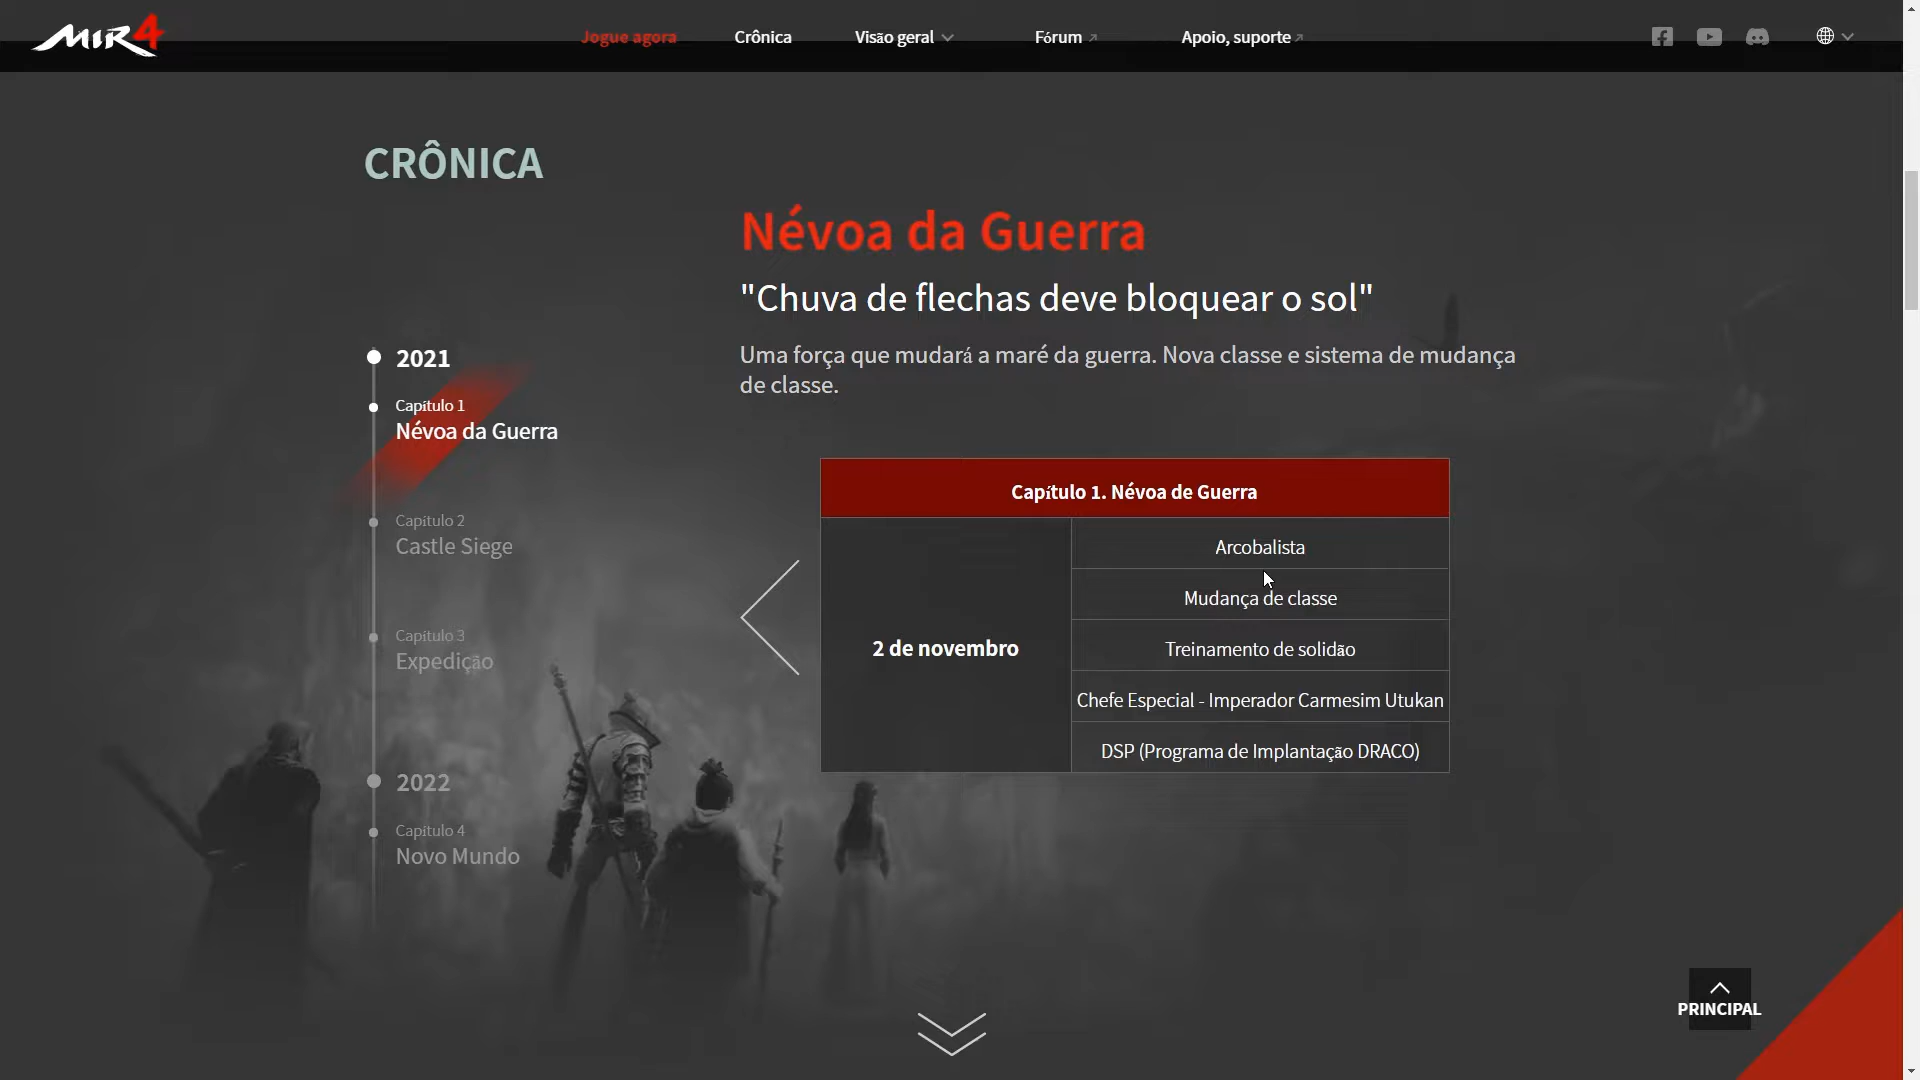 MIR4
Jogue agora
Crônica
Visão geral
Fórum
Apoio, suporte
CRÔNICA
Névoa da Guerra
"Chuva de flechas deve bloquear o sol"
Uma força que mudará a maré da guerra. Nova classe e sistema de mudança
de classe.
2021
Capítulo 1
Névoa da Guerra
Capítulo 2
Castle Siege
Capítulo 3
Expedição
2022
Capítulo 4
Novo Mundo
Capítulo 1. Névoa de Guerra
2 de novembro
Arcobalista
Mudança de classe
Treinamento de solidão
Chefe Especial - Imperador Carmesim Utukan
DSP (Programa de Implantação DRACO)
PRINCIPAL